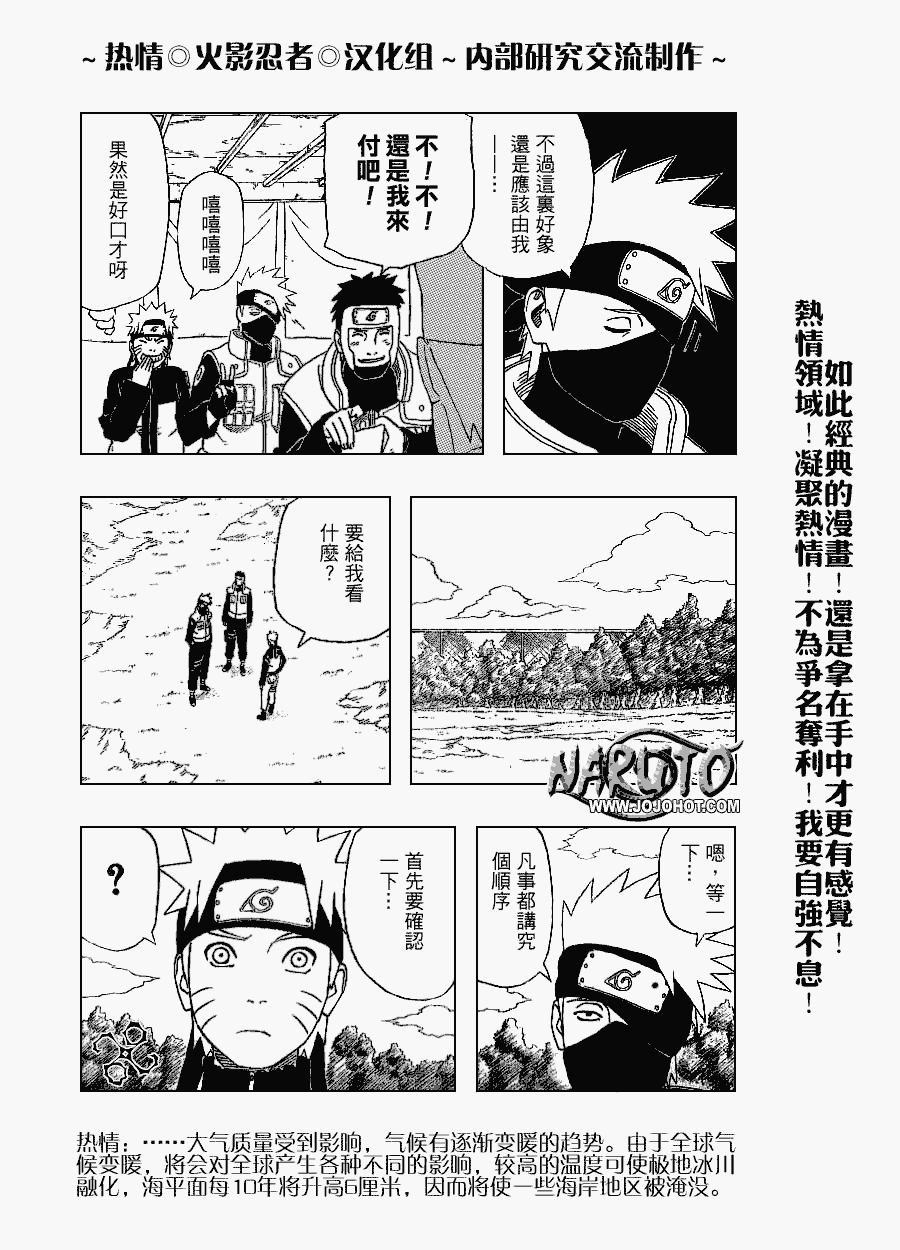 ~热情◎火影忍者◎汉化组~内部研究交流制作~
不過這裏好象
還是應該由我
——…
不！不！
還是我來
付吧！
嘻嘻嘻嘻
果然是好口才呀
要給我看
什麼？
嗯，等一
下…
凡事都講究
個順序
首先要確認
一下…
？
NARUTO
WWW.JOJOHOT.COM
如此經典的漫畫！還是拿在手中才更有感覺！
熱情領域！凝聚熱情！不為爭名奪利！我要自強不息！
热情：……大气质量受到影响，气候有逐渐变暖的趋势。由于全球气
候变暖，将会对全球产生各种不同的影响，较高的温度可使极地冰川
融化，海平面每10年将升高6厘米，因而将使一些海岸地区被淹没。